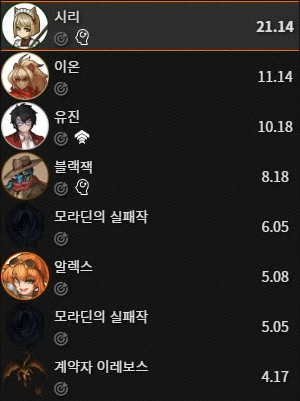 시리
21.14
이온
11.14
유진
10.18
블랙잭
8.18
모라딘의 실패작
6.05
알렉스
5.08
모라딘의 실패작
5.05
계약자 이레보스
4.17